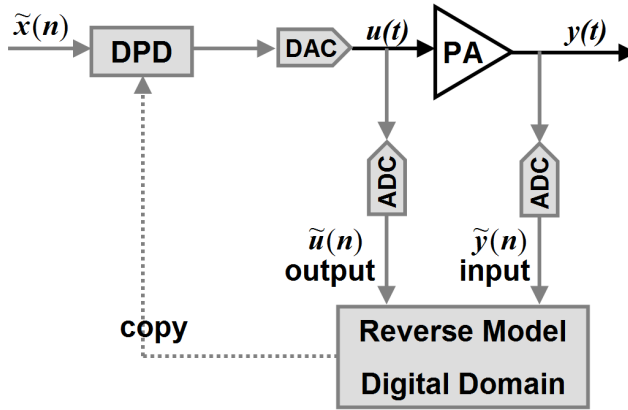 x̃(n)
DPD
DAC
u(t)
PA
y(t)
ADC
ADC
ũ(n)
output
ỹ(n)
input
copy
Reverse Model
Digital Domain